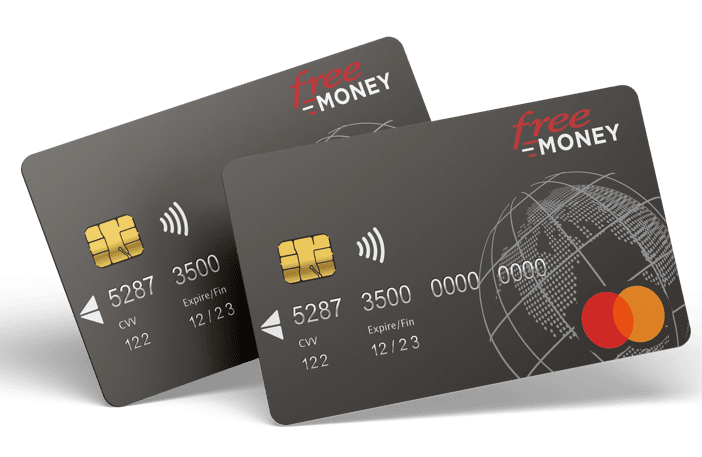 free
MONEY
5287 3500
CVV Expire/Fin
122 12/23
free
MONEY
5287 3500 0000 0000
CVV Expire/Fin
122 12/23